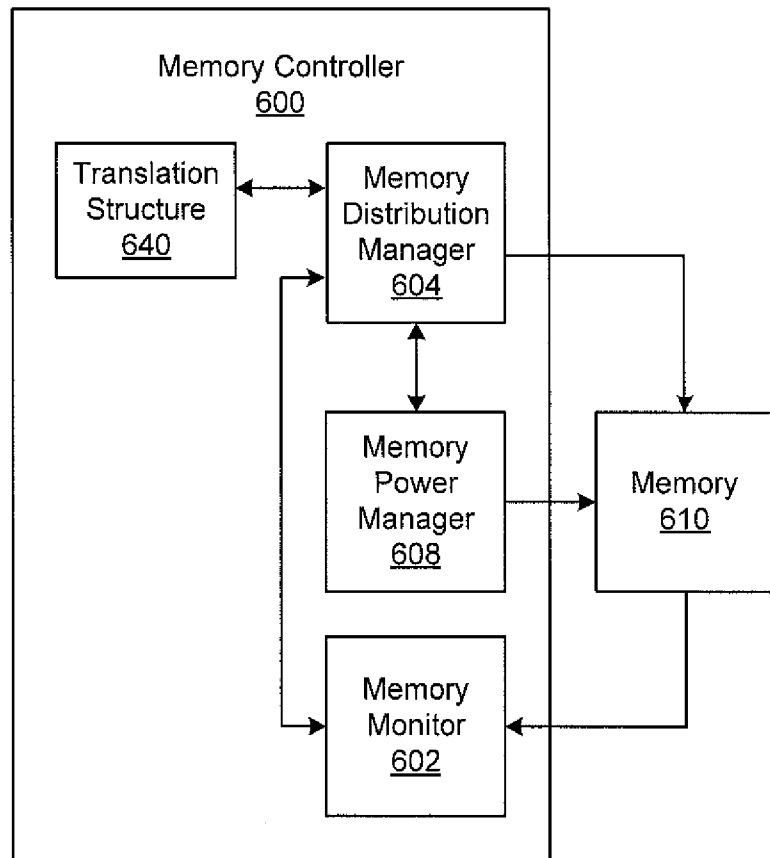 Memory Controller
600
Translation
Structure
640
Memory
Distribution
Manager
604
Memory
Power
Manager
608
Memory
610
Memory
Monitor
602